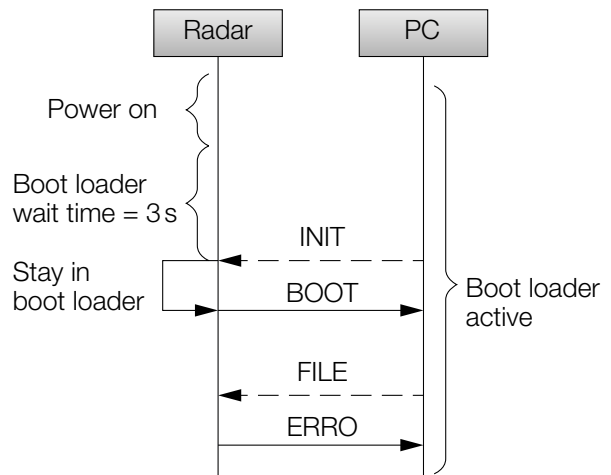 Radar
PC
Power on
Boot loader
wait time = 3 s
INIT
Stay in
boot loader
BOOT
Boot loader
active
FILE
ERRO